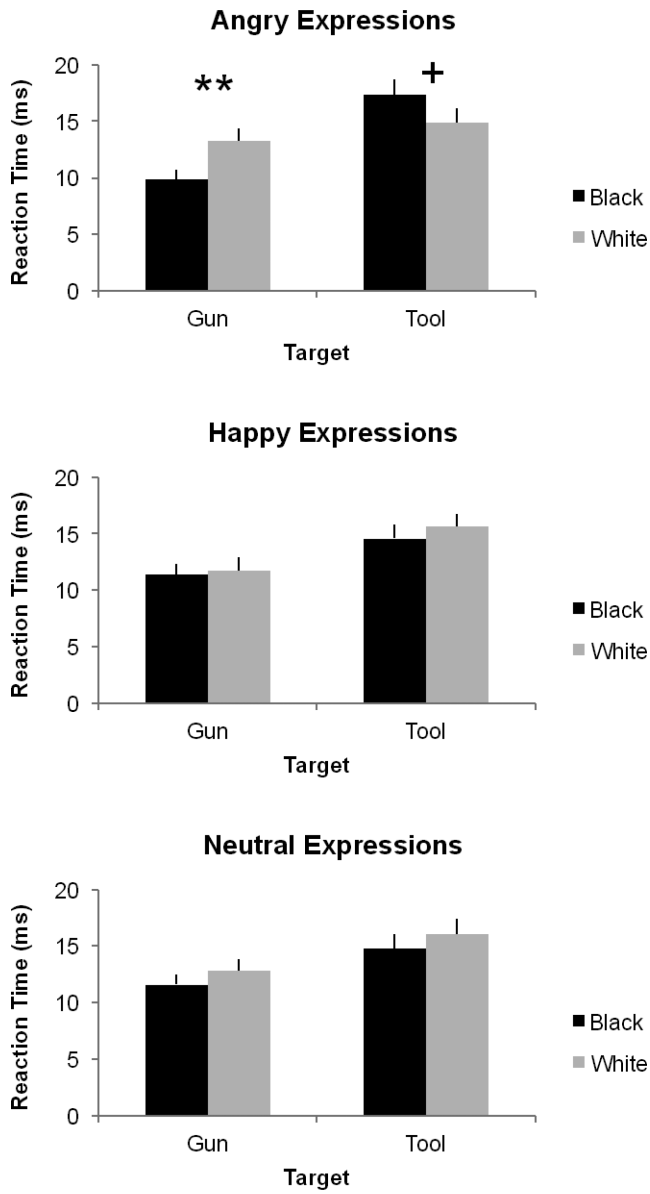 Angry Expressions
Reaction Time (ms)
20
15
10
5
0
**
+
Gun
Tool
Target
Black
White
Happy Expressions
Reaction Time (ms)
20
15
10
5
0
Gun
Tool
Target
Black
White
Neutral Expressions
Reaction Time (ms)
20
15
10
5
0
Gun
Tool
Target
Black
White